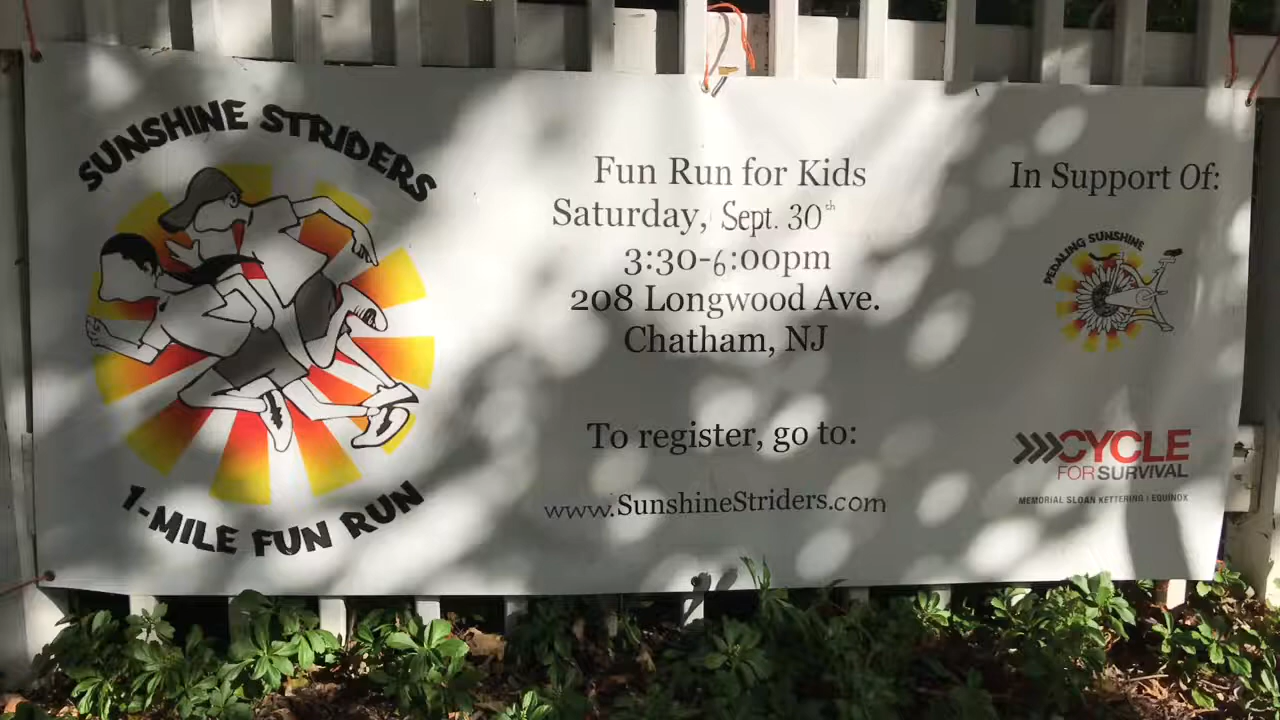 SUNSHINE STRIDERS
1-MILE FUN RUN
Fun Run for Kids
Saturday, Sept. 30th
3:30-6:00pm
208 Longwood Ave.
Chatham, NJ
To register, go to:
www.SunshineStriders.com
In Support Of:
PEDALING SUNSHINE
CYCLE
FOR SURVIVAL
MEMORIAL SLOAN KETTERING | EQUINOX